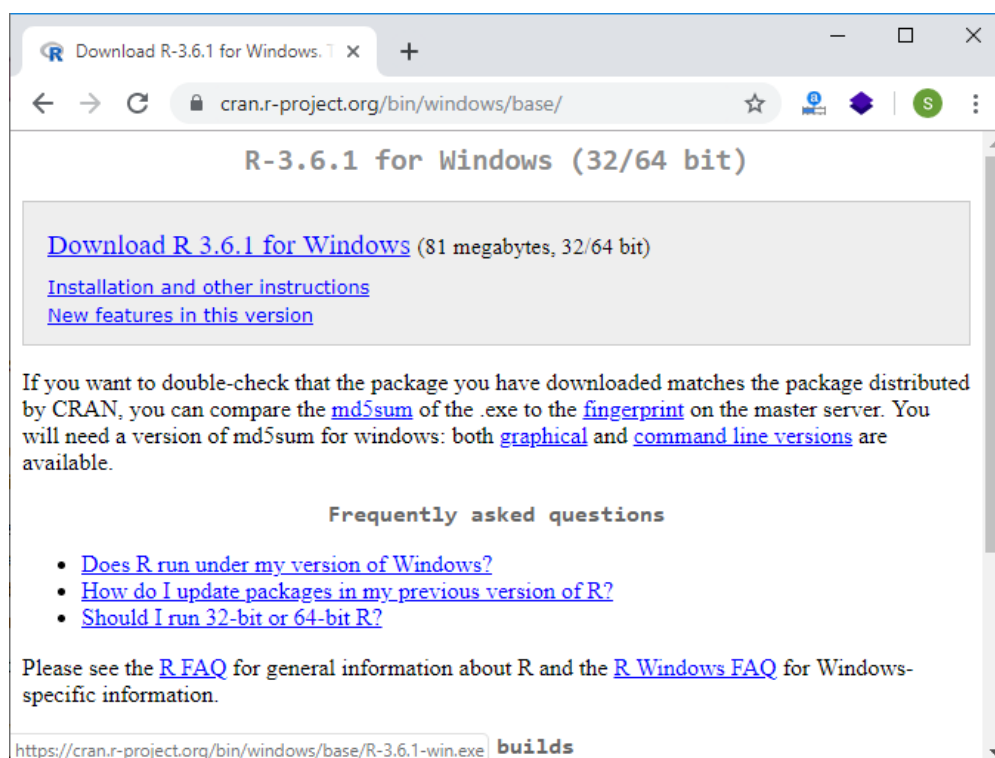 Download R-3.6.1 for Windows. T
cran.r-project.org/bin/windows/base/
a
S
R-3.6.1 for Windows (32/64 bit)
Download R 3.6.1 for Windows (81 megabytes, 32/64 bit)
Installation and other instructions
New features in this version
If you want to double-check that the package you have downloaded matches the package distributed
by CRAN, you can compare the md5sum of the .exe to the fingerprint on the master server. You
will need a version of md5sum for windows: both graphical and command line versions are
available.
Frequently asked questions
• Does R run under my version of Windows?
• How do I update packages in my previous version of R?
• Should I run 32-bit or 64-bit R?
Please see the R FAQ for general information about R and the R Windows FAQ for Windows-
specific information.
https://cran.r-project.org/bin/windows/base/R-3.6.1-win.exe builds